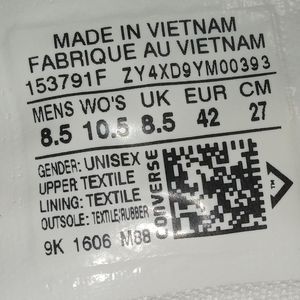 MADE IN VIETNAM
FABRIQUE AU VIETNAM
153791F ZY4XD9YM00393
MENS WO'S UK EUR CM
8.5 10.5 8.5 42 27
GENDER: UNISEX
UPPER: TEXTILE
LINING: TEXTILE
OUTSOLE: TEXTILE/RUBBER
9K 1606 M88
CONVERSE